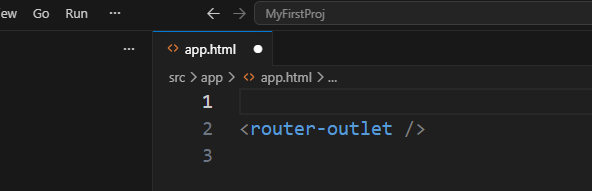 ew Go Run ← → MyFirstProj
... <> app.html ●
src > app > <> app.html > ...
1
2 <router-outlet />
3